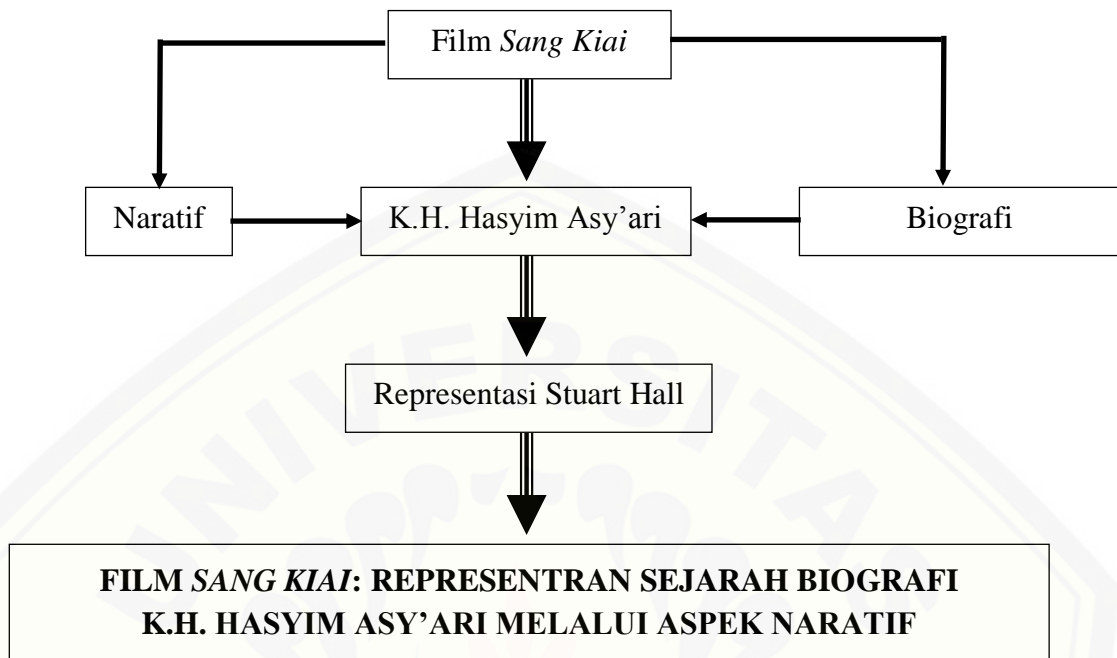 Film Sang Kiai
Naratif
K.H. Hasyim Asy’ari
Biografi
Representasi Stuart Hall
UNIVERSITAS
FILM SANG KIAI: REPRESENTRAN SEJARAH BIOGRAFI
K.H. HASYIM ASY’ARI MELALUI ASPEK NARATIF